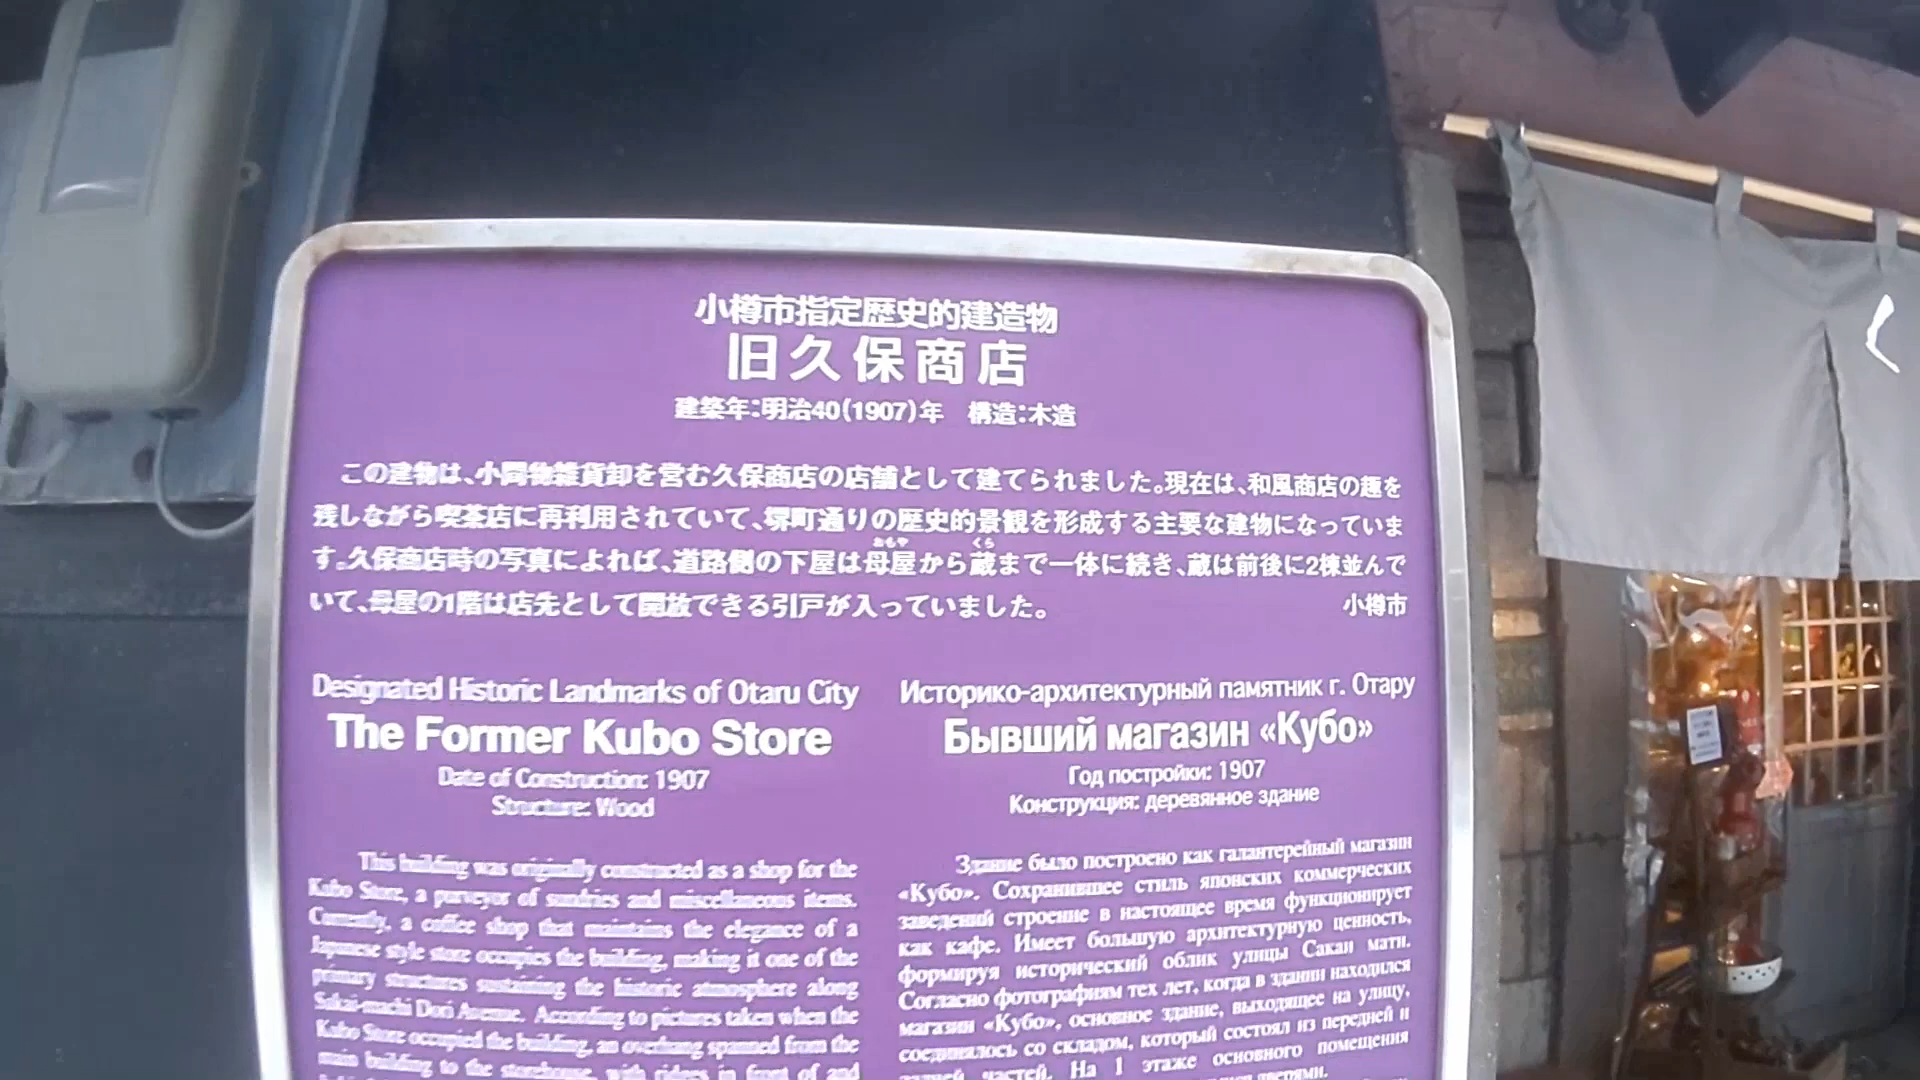 小樽市指定歴史的建造物
旧久保商店
建築年:明治40(1907)年 構造:木造
この建物は、小間物雑貨卸を営む久保商店の店舗として建てられました。現在は、和風商店の趣を
残しながら喫茶店に再利用されていて、堺町通りの歴史的景観を形成する主要な建物になっていま
す。久保商店時の写真によれば、道路側の下屋は母屋から蔵まで一体に続き、蔵は前後に2棟並んで
おもや くら
いて、母屋の1階は店先として開放できる引戸が入っていました。 小樽市
Designated Historic Landmarks of Otaru City
The Former Kubo Store
Date of Construction: 1907
Structure: Wood
This building was originally constructed as a shop for the
Kubo Store, a purveyor of sundries and miscellaneous items.
Currently, a coffee shop that maintains the elegance of a
Japanese style store occupies the building, making it one of the
primary structures sustaining the historic atmosphere along
Sakai-machi Dori Avenue. According to pictures taken when the
Kubo Store occupied the building, an overhang spanned from the
main building to the storehouse, with ridges in front of and
Историко-архитектурный памятник г. Отару
Бывший магазин «Кубо»
Год постройки: 1907
Конструкция: деревянное здание
Здание было построено как галантерейный магазин
«Кубо». Сохранившее стиль японских коммерческих
заведений строение в настоящее время функционирует
как кафе. Имеет большую архитектурную ценность,
формируя исторический облик улицы Сакаи мати.
Согласно фотографиям тех лет, когда в здании находился
магазин «Кубо», основное здание, выходящее на улицу,
соединялось со складом, который состоял из передней и
задней частей. На 1 этаже основного помещения
く